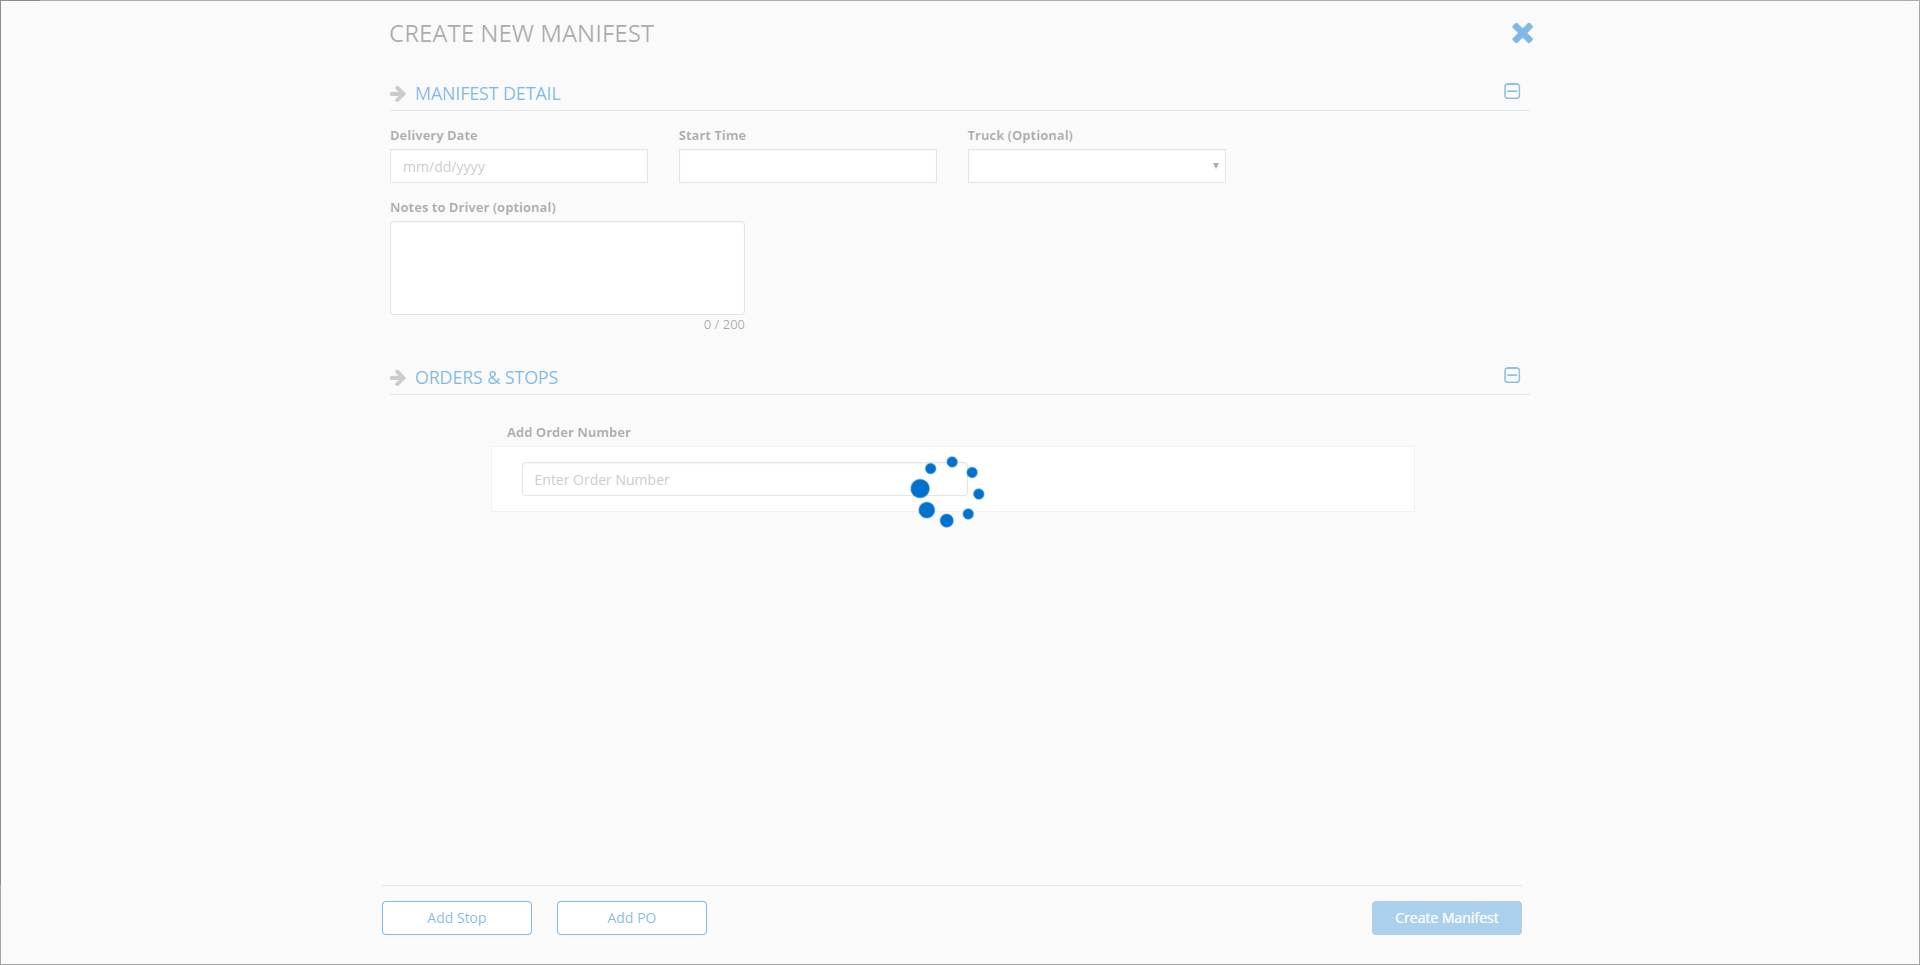 CREATE NEW MANIFEST
MANIFEST DETAIL
Delivery Date
Start Time
Truck (Optional)
mm/dd/yyyy
Notes to Driver (optional)
0 / 200
ORDERS & STOPS
Add Order Number
Enter Order Number
Add Stop
Add PO
Create Manifest